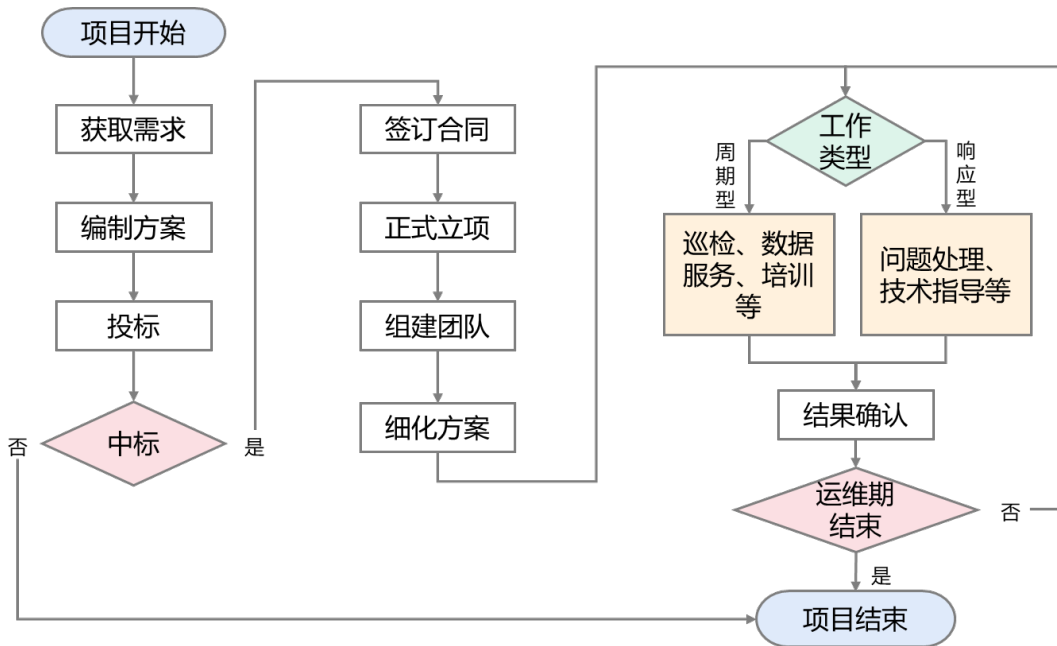 项目开始
获取需求
编制方案
投标
中标
否
是
签订合同
正式立项
组建团队
细化方案
工作
类型
周期型
响应型
巡检、数据
服务、培训
等
问题处理、
技术指导等
结果确认
运维期
结束
否
是
项目结束